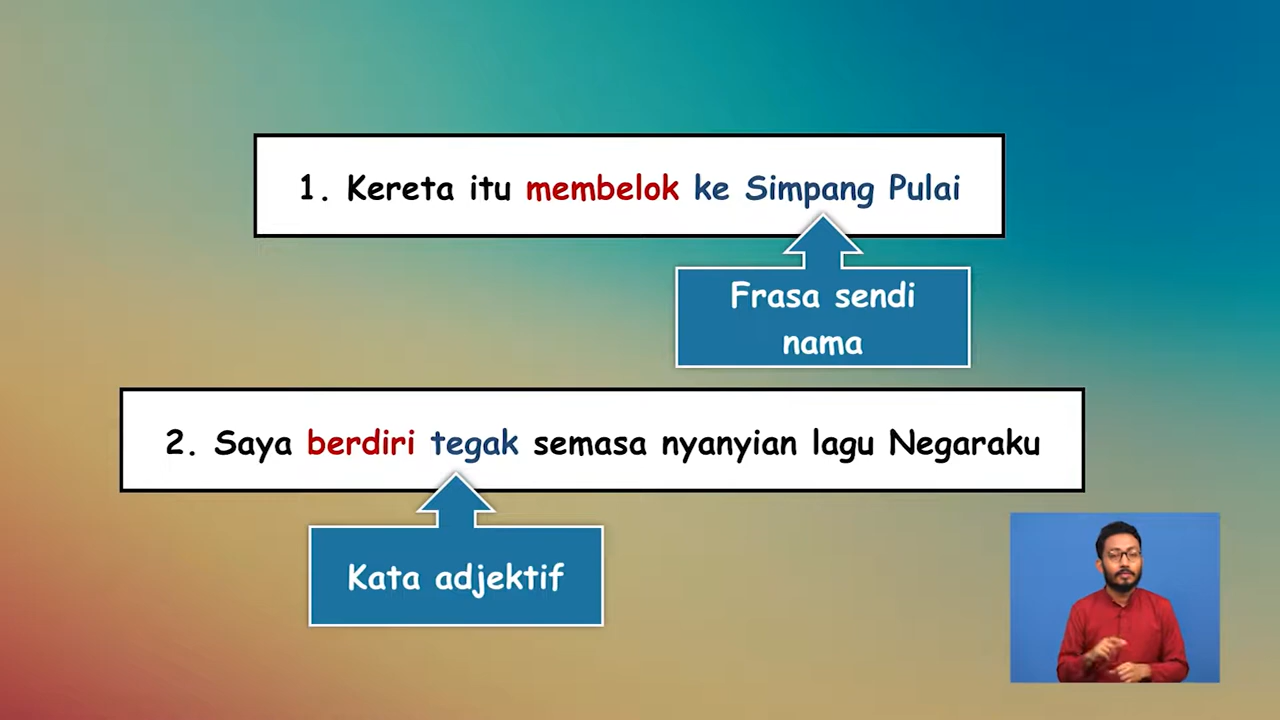 1. Kereta itu membelok ke Simpang Pulai
Frasa sendi
nama
2. Saya berdiri tegak semasa nyanyian lagu Negaraku
Kata adjektif